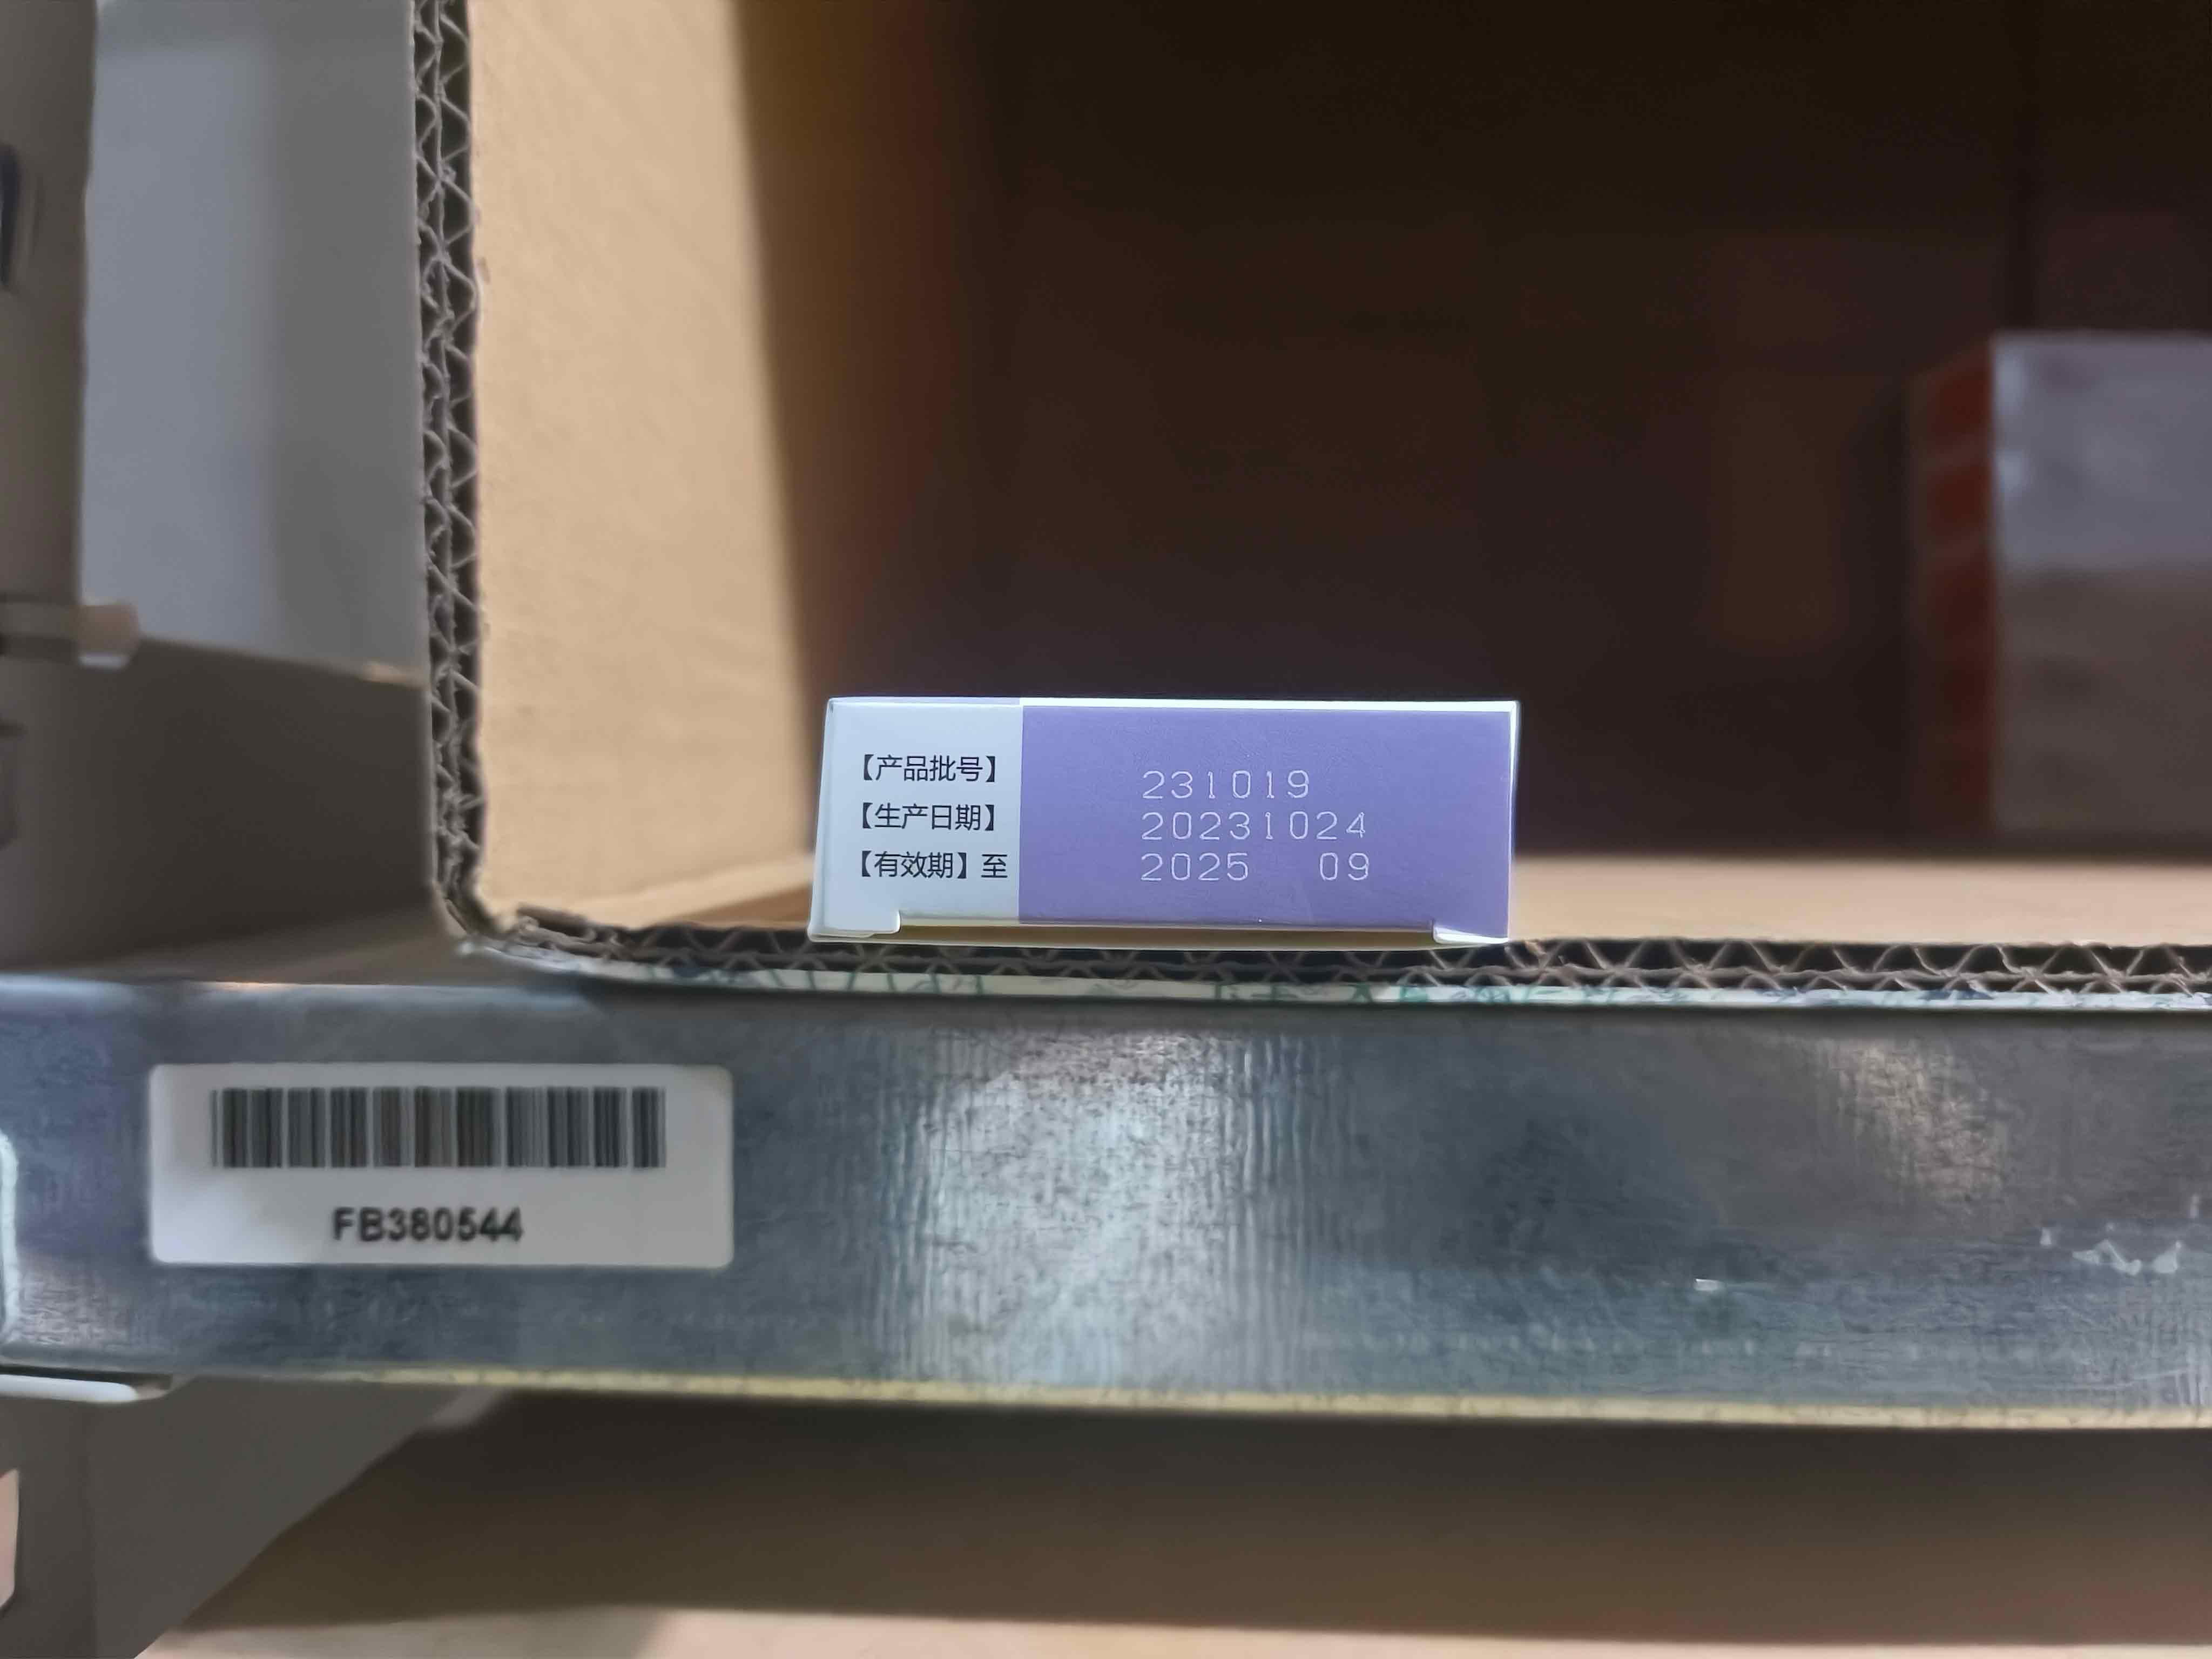 【产品批号】 231019
【生产日期】 20231024
【有效期】至 2025 09
FB380544